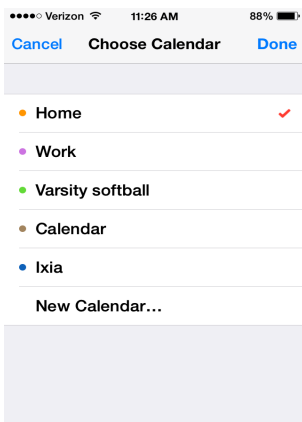 Verizon 11:26 AM 88%
Cancel Choose Calendar Done
Home
Work
Varsity softball
Calendar
Ixia
New Calendar...